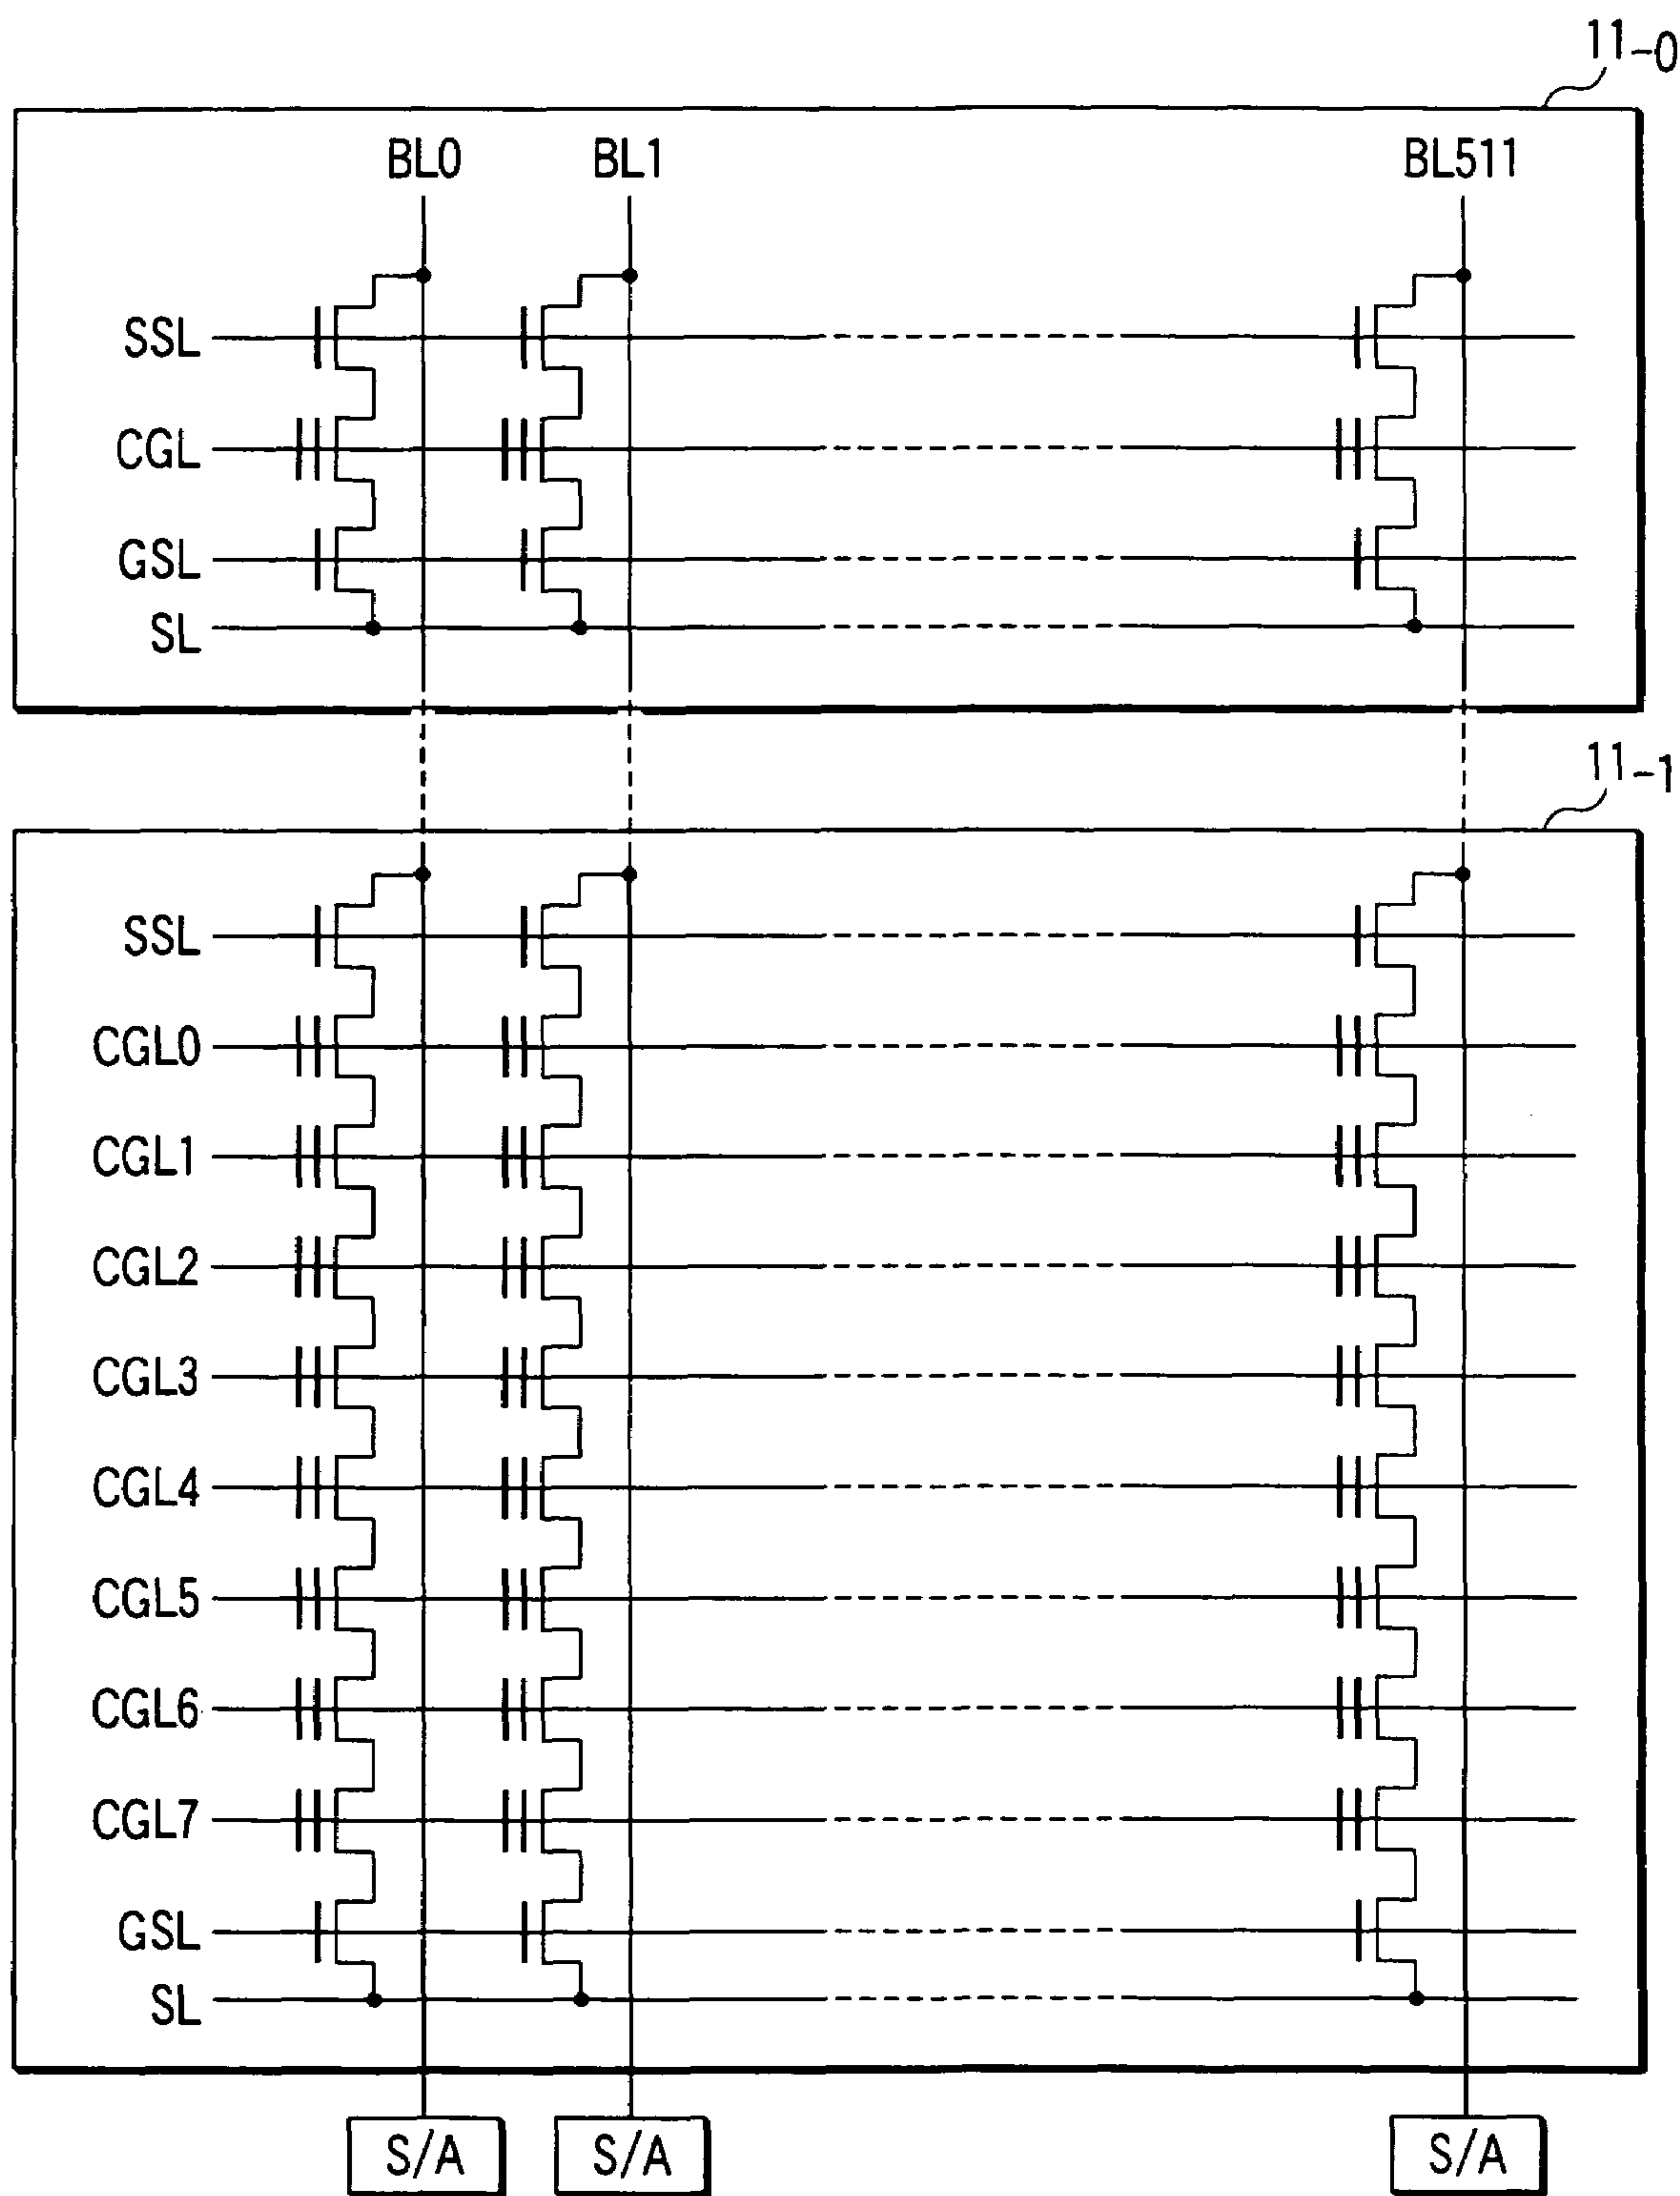 11-0
BL0 BL1 BL511
SSL
CGL
GSL
SL
11-1
SSL
CGL0
CGL1
CGL2
CGL3
CGL4
CGL5
CGL6
CGL7
GSL
SL
S/A S/A S/A